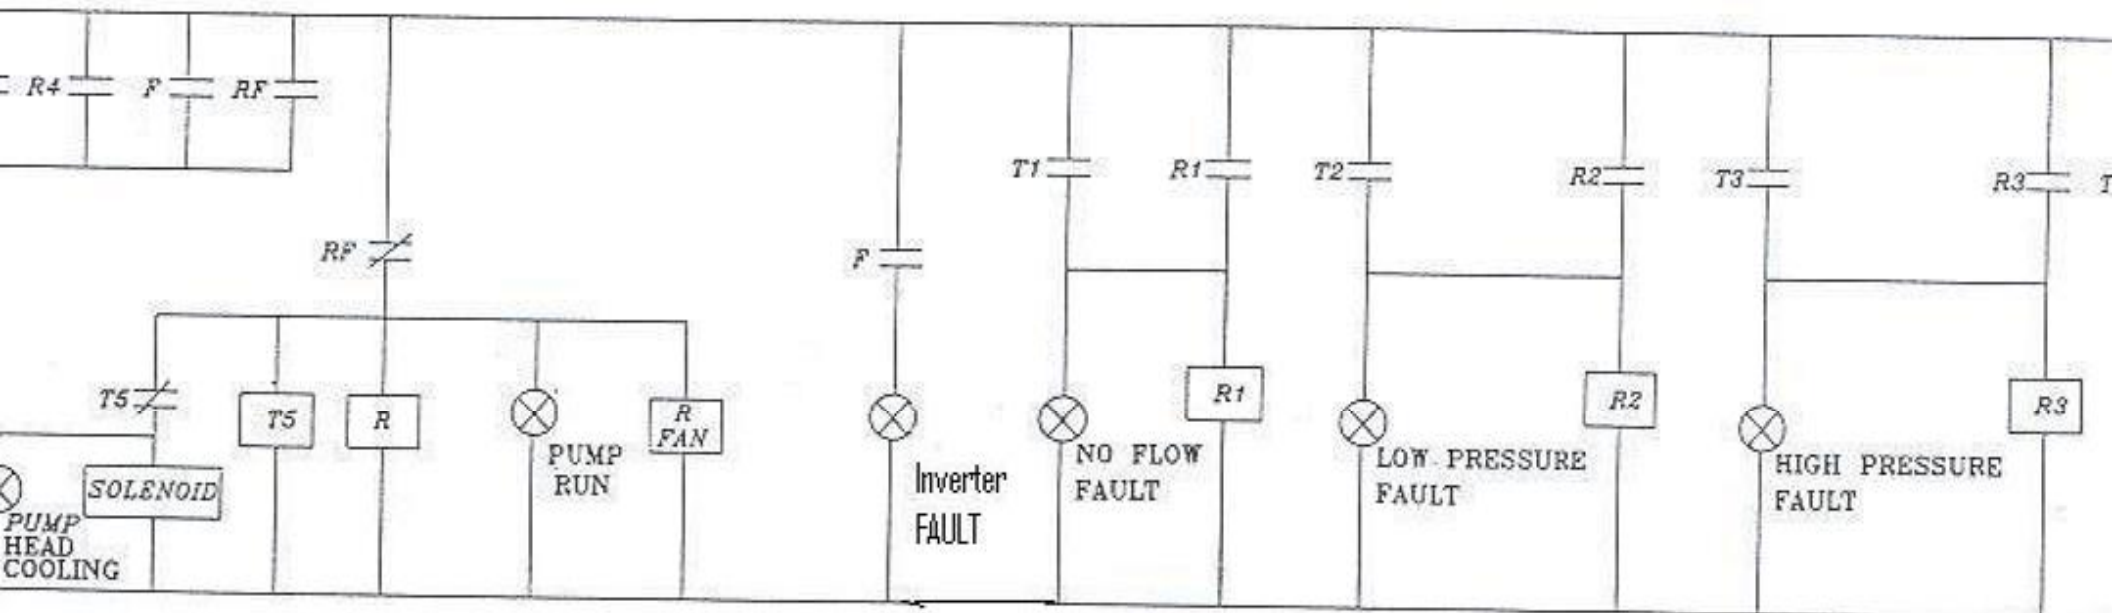 R4
F
RF
T1
R1
T2
R2
T3
R3
T
RF
F
T5
T5
R
R
FAN
R1
R2
R3
SOLENOID
PUMP
RUN
Inverter
FAULT
NO FLOW
FAULT
LOW PRESSURE
FAULT
HIGH PRESSURE
FAULT
PUMP
HEAD
COOLING